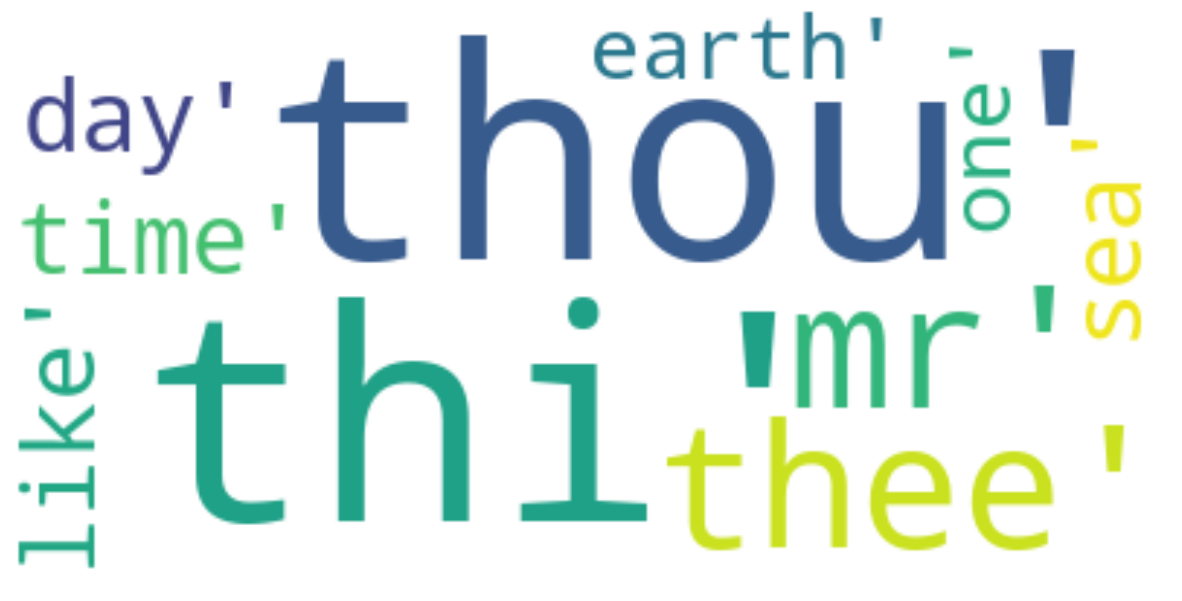 earth'
day'
thou'
one'
sea'
time'
thi'
mr'
like'
thee'